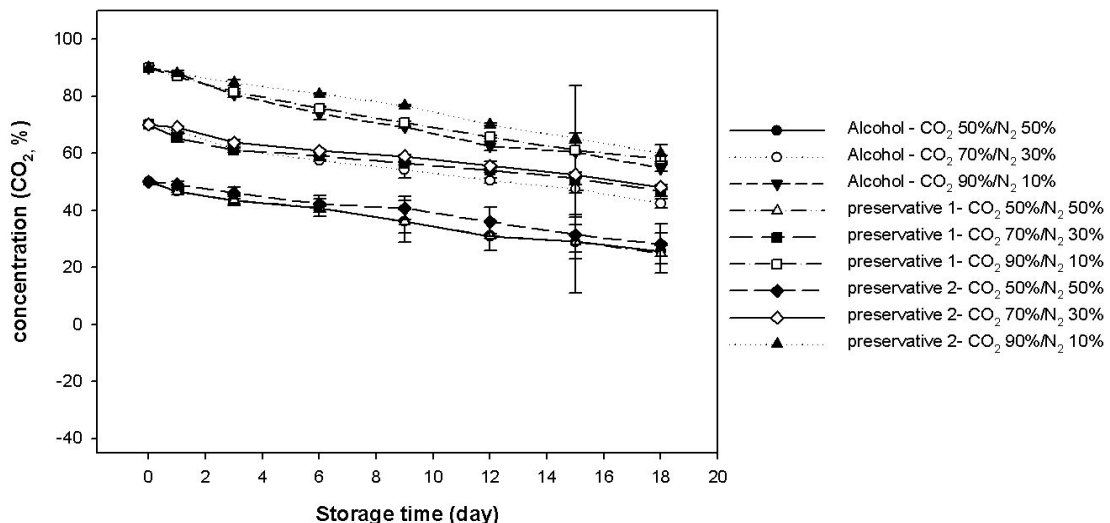 100
80
60
40
20
0
-20
-40
concentration (CO2, %)
0 2 4 6 8 10 12 14 16 18 20
Storage time (day)
Alcohol - CO2 50%/N2 50%
Alcohol - CO2 70%/N2 30%
Alcohol - CO2 90%/N2 10%
preservative 1- CO2 50%/N2 50%
preservative 1- CO2 70%/N2 30%
preservative 1- CO2 90%/N2 10%
preservative 2- CO2 50%/N2 50%
preservative 2- CO2 70%/N2 30%
preservative 2- CO2 90%/N2 10%